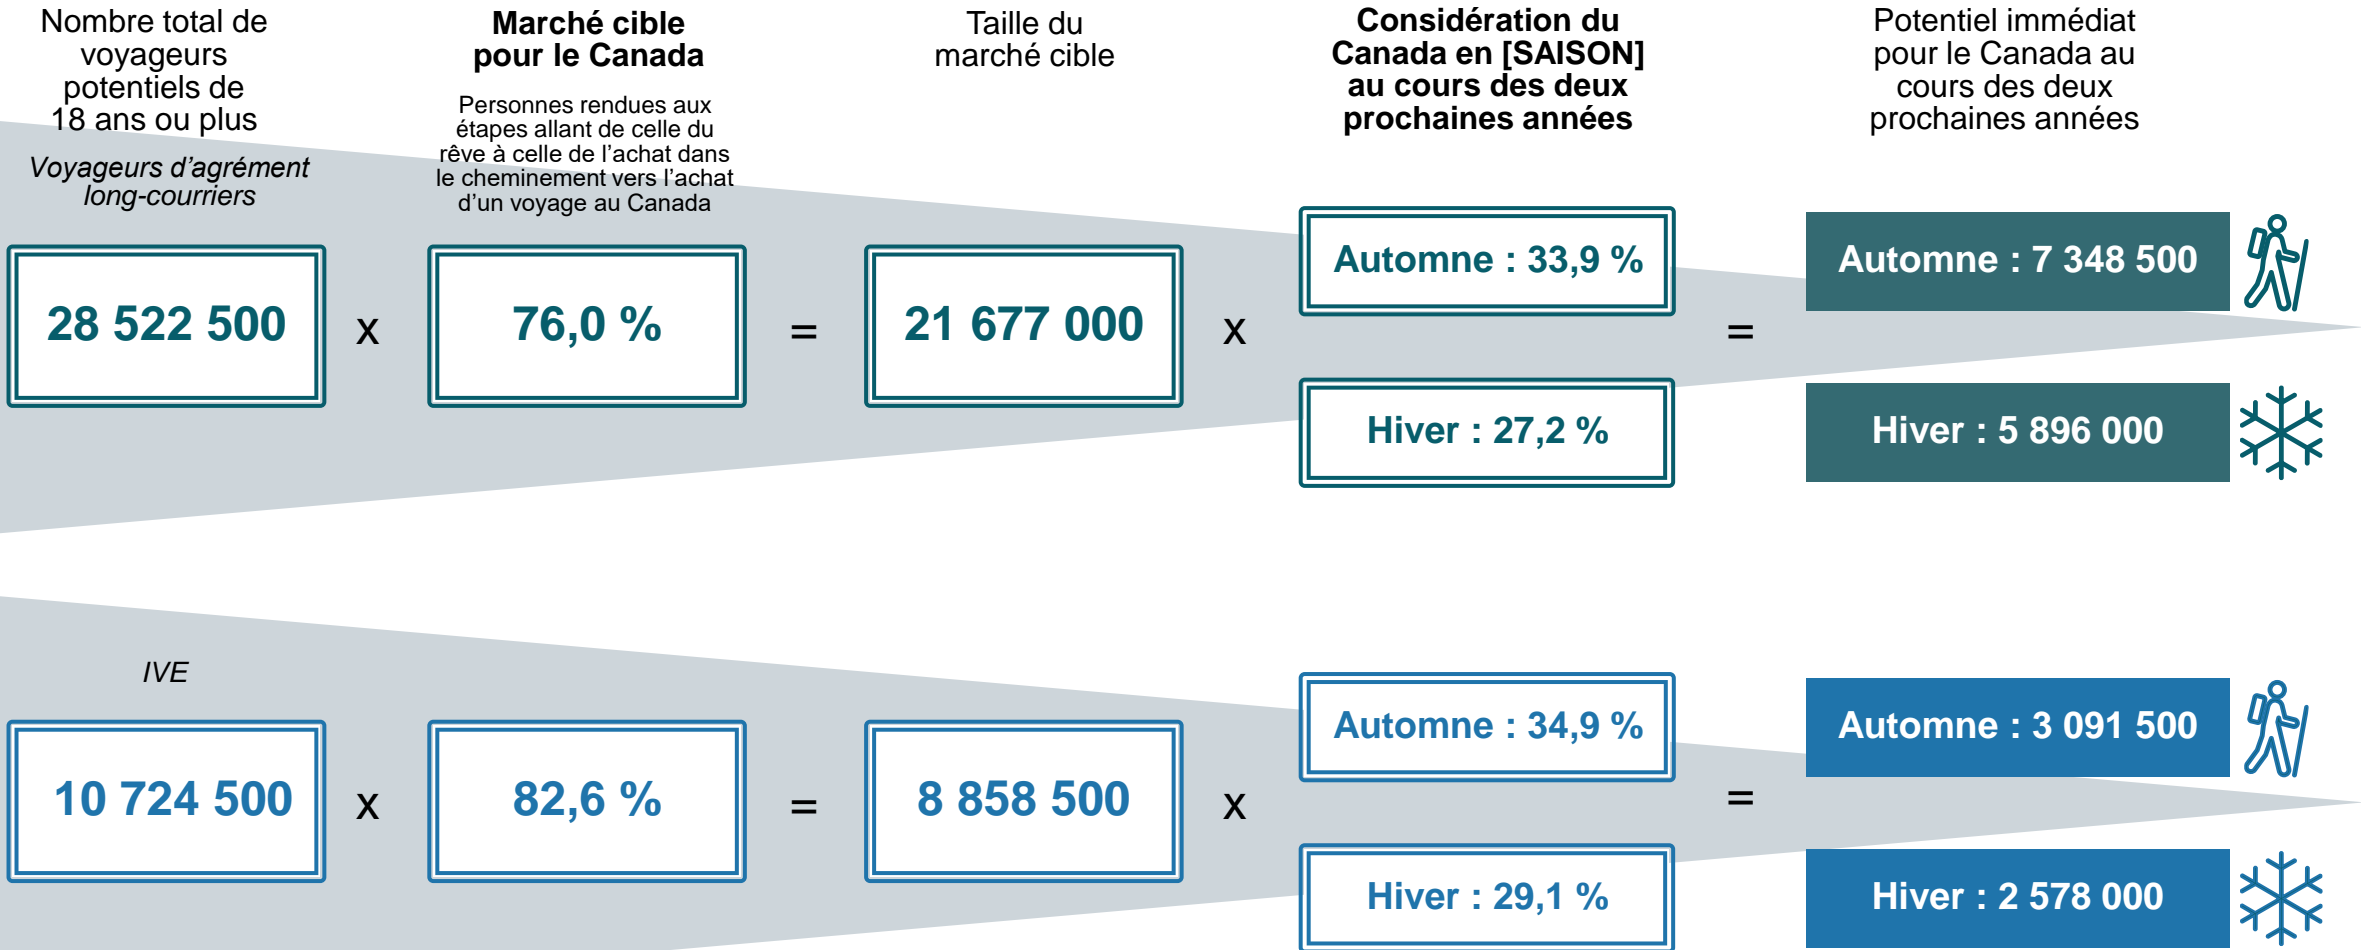 Nombre total de
voyageurs
potentiels de
18 ans ou plus
Voyageurs d'agrément
long-courriers
Marché cible
pour le Canada
Personnes rendues aux
étapes allant de celle du
rêve à celle de l'achat dans
le cheminement vers l'achat
d'un voyage au Canada
Taille du
marché cible
Considération du
Canada en [SAISON]
au cours des deux
prochaines années
Potentiel immédiat
pour le Canada au
cours des deux
prochaines années
28 522 500
x
76,0 %
=
21 677 000
x
Automne : 33,9 %
Hiver : 27,2 %
=
Automne : 7 348 500
Hiver : 5 896 000
IVE
10 724 500
x
82,6 %
=
8 858 500
x
Automne : 34,9 %
Hiver : 29,1 %
=
Automne : 3 091 500
Hiver : 2 578 000